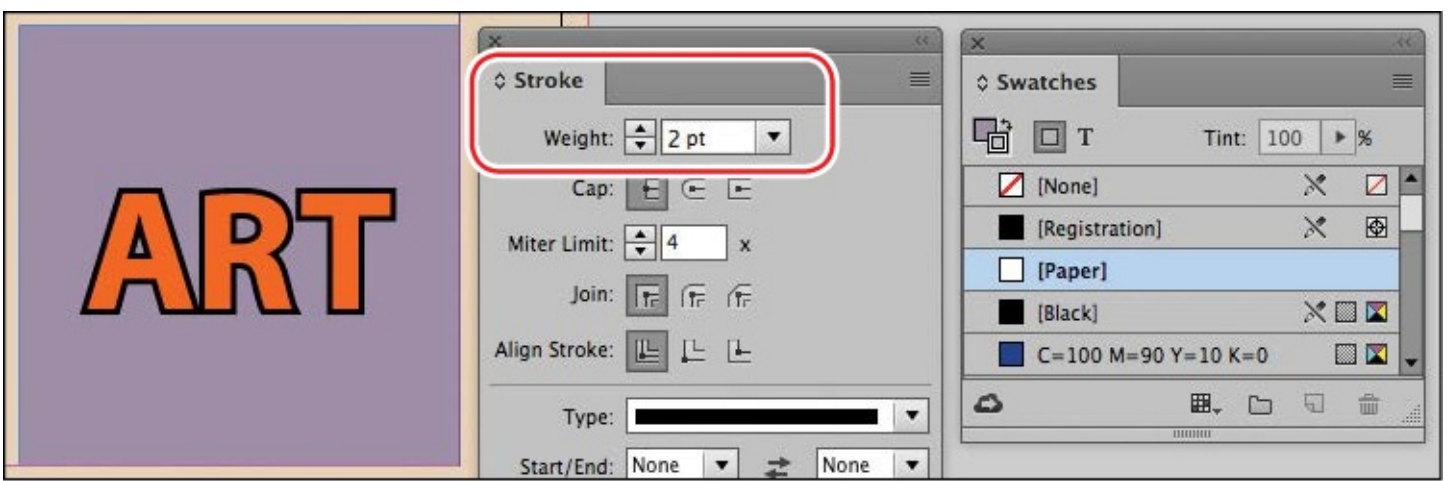 ART
Stroke
Weight: 2 pt
Cap:
Miter Limit: 4 x
Join:
Align Stroke:
Type:
Start/End: None None
Swatches
T Tint: 100 %
[None]
[Registration]
[Paper]
[Black]
C=100 M=90 Y=10 K=0